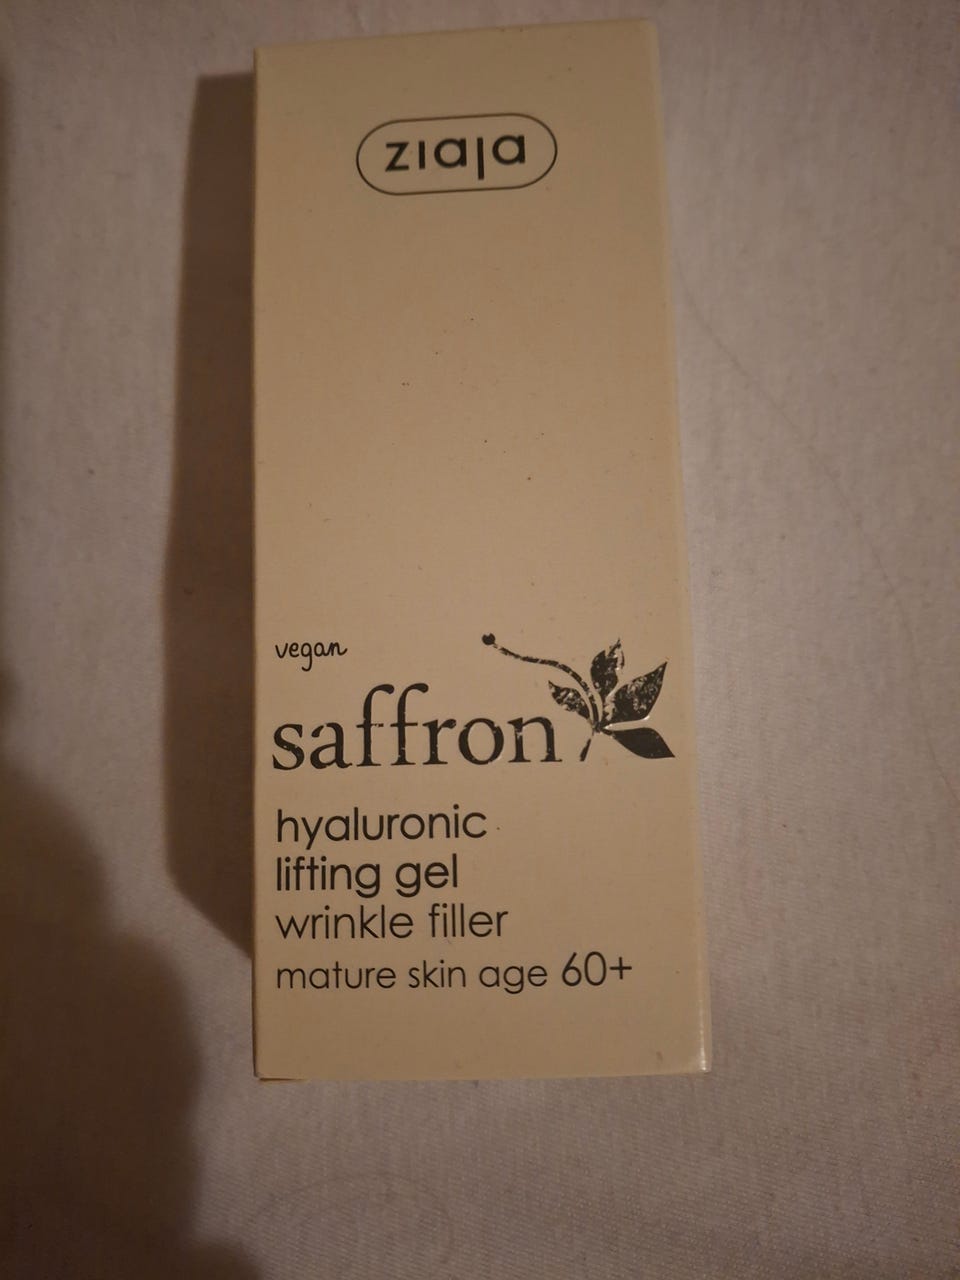 ziaja
vegan
saffron
hyaluronic
lifting gel
wrinkle filler
mature skin age 60+